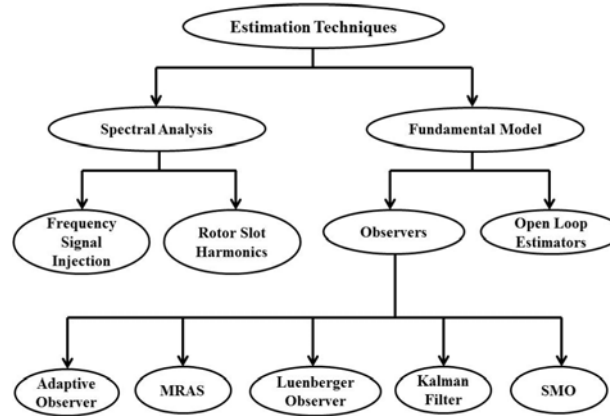 Estimation Techniques
Spectral Analysis
Fundamental Model
Frequency
Signal
Injection
Rotor Slot
Harmonics
Observers
Open Loop
Estimators
Adaptive
Observer
MRAS
Luenberger
Observer
Kalman
Filter
SMO